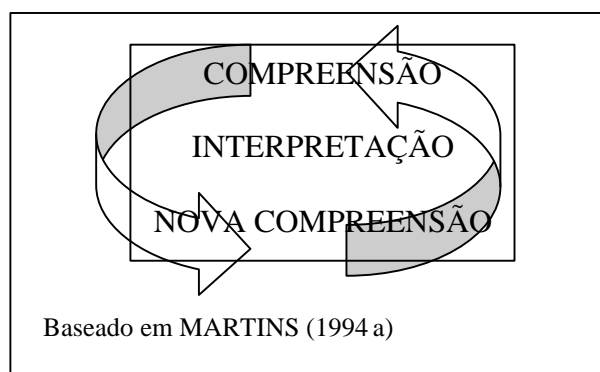 COMPREENSÃO
INTERPRETAÇÃO
NOVA COMPREENSÃO
Baseado em MARTINS (1994 a)